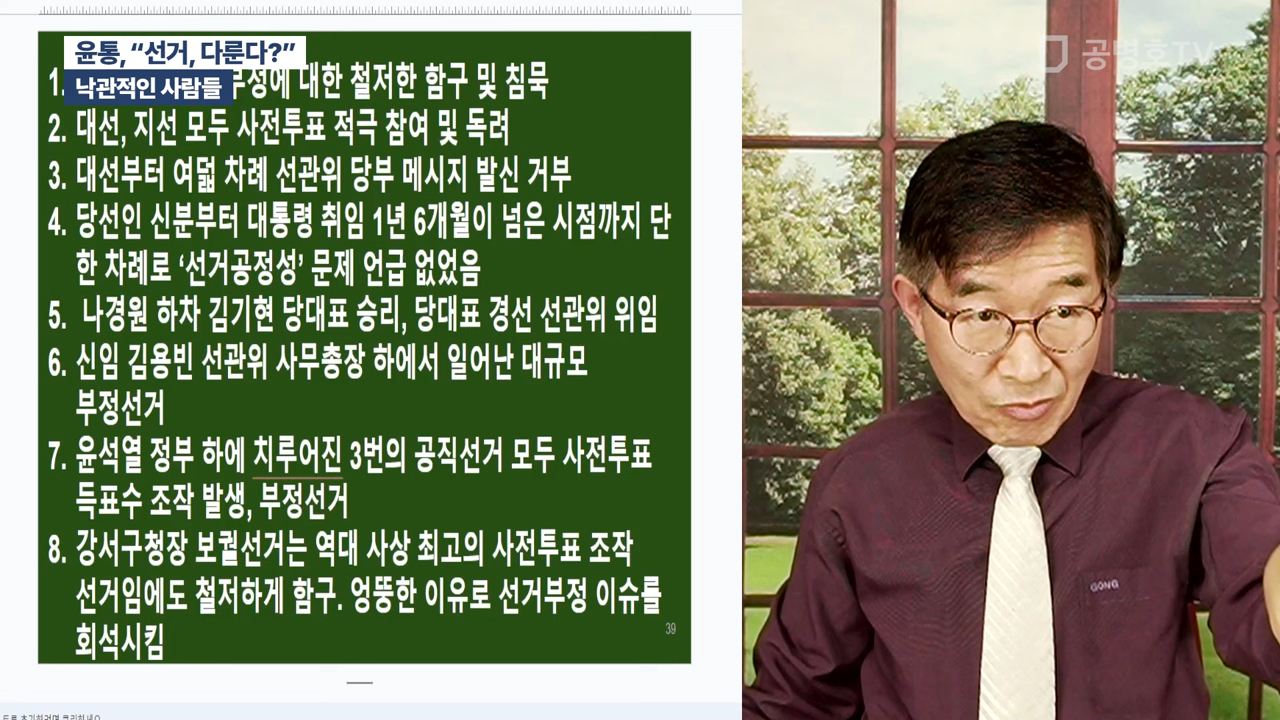 윤통, “선거, 다룬다?”
낙관적인 사람들
1. 부정에 대한 철저한 함구 및 침묵
2. 대선, 지선 모두 사전투표 적극 참여 및 독려
3. 대선부터 여덟 차례 선관위 당부 메시지 발신 거부
4. 당선인 신분부터 대통령 취임 1년 6개월이 넘은 시점까지 단
한 차례로 ‘선거공정성’ 문제 언급 없었음
5. 나경원 하차 김기현 당대표 승리, 당대표 경선 선관위 위임
6. 신임 김용빈 선관위 사무총장 하에서 일어난 대규모
부정선거
7. 윤석열 정부 하에 치루어진 3번의 공직선거 모두 사전투표
득표수 조작 발생, 부정선거
8. 강서구청장 보궐선거는 역대 사상 최고의 사전투표 조작
선거임에도 철저하게 함구. 엉뚱한 이유로 선거부정 이슈를
희석시킴
39
공병호TV
GONG